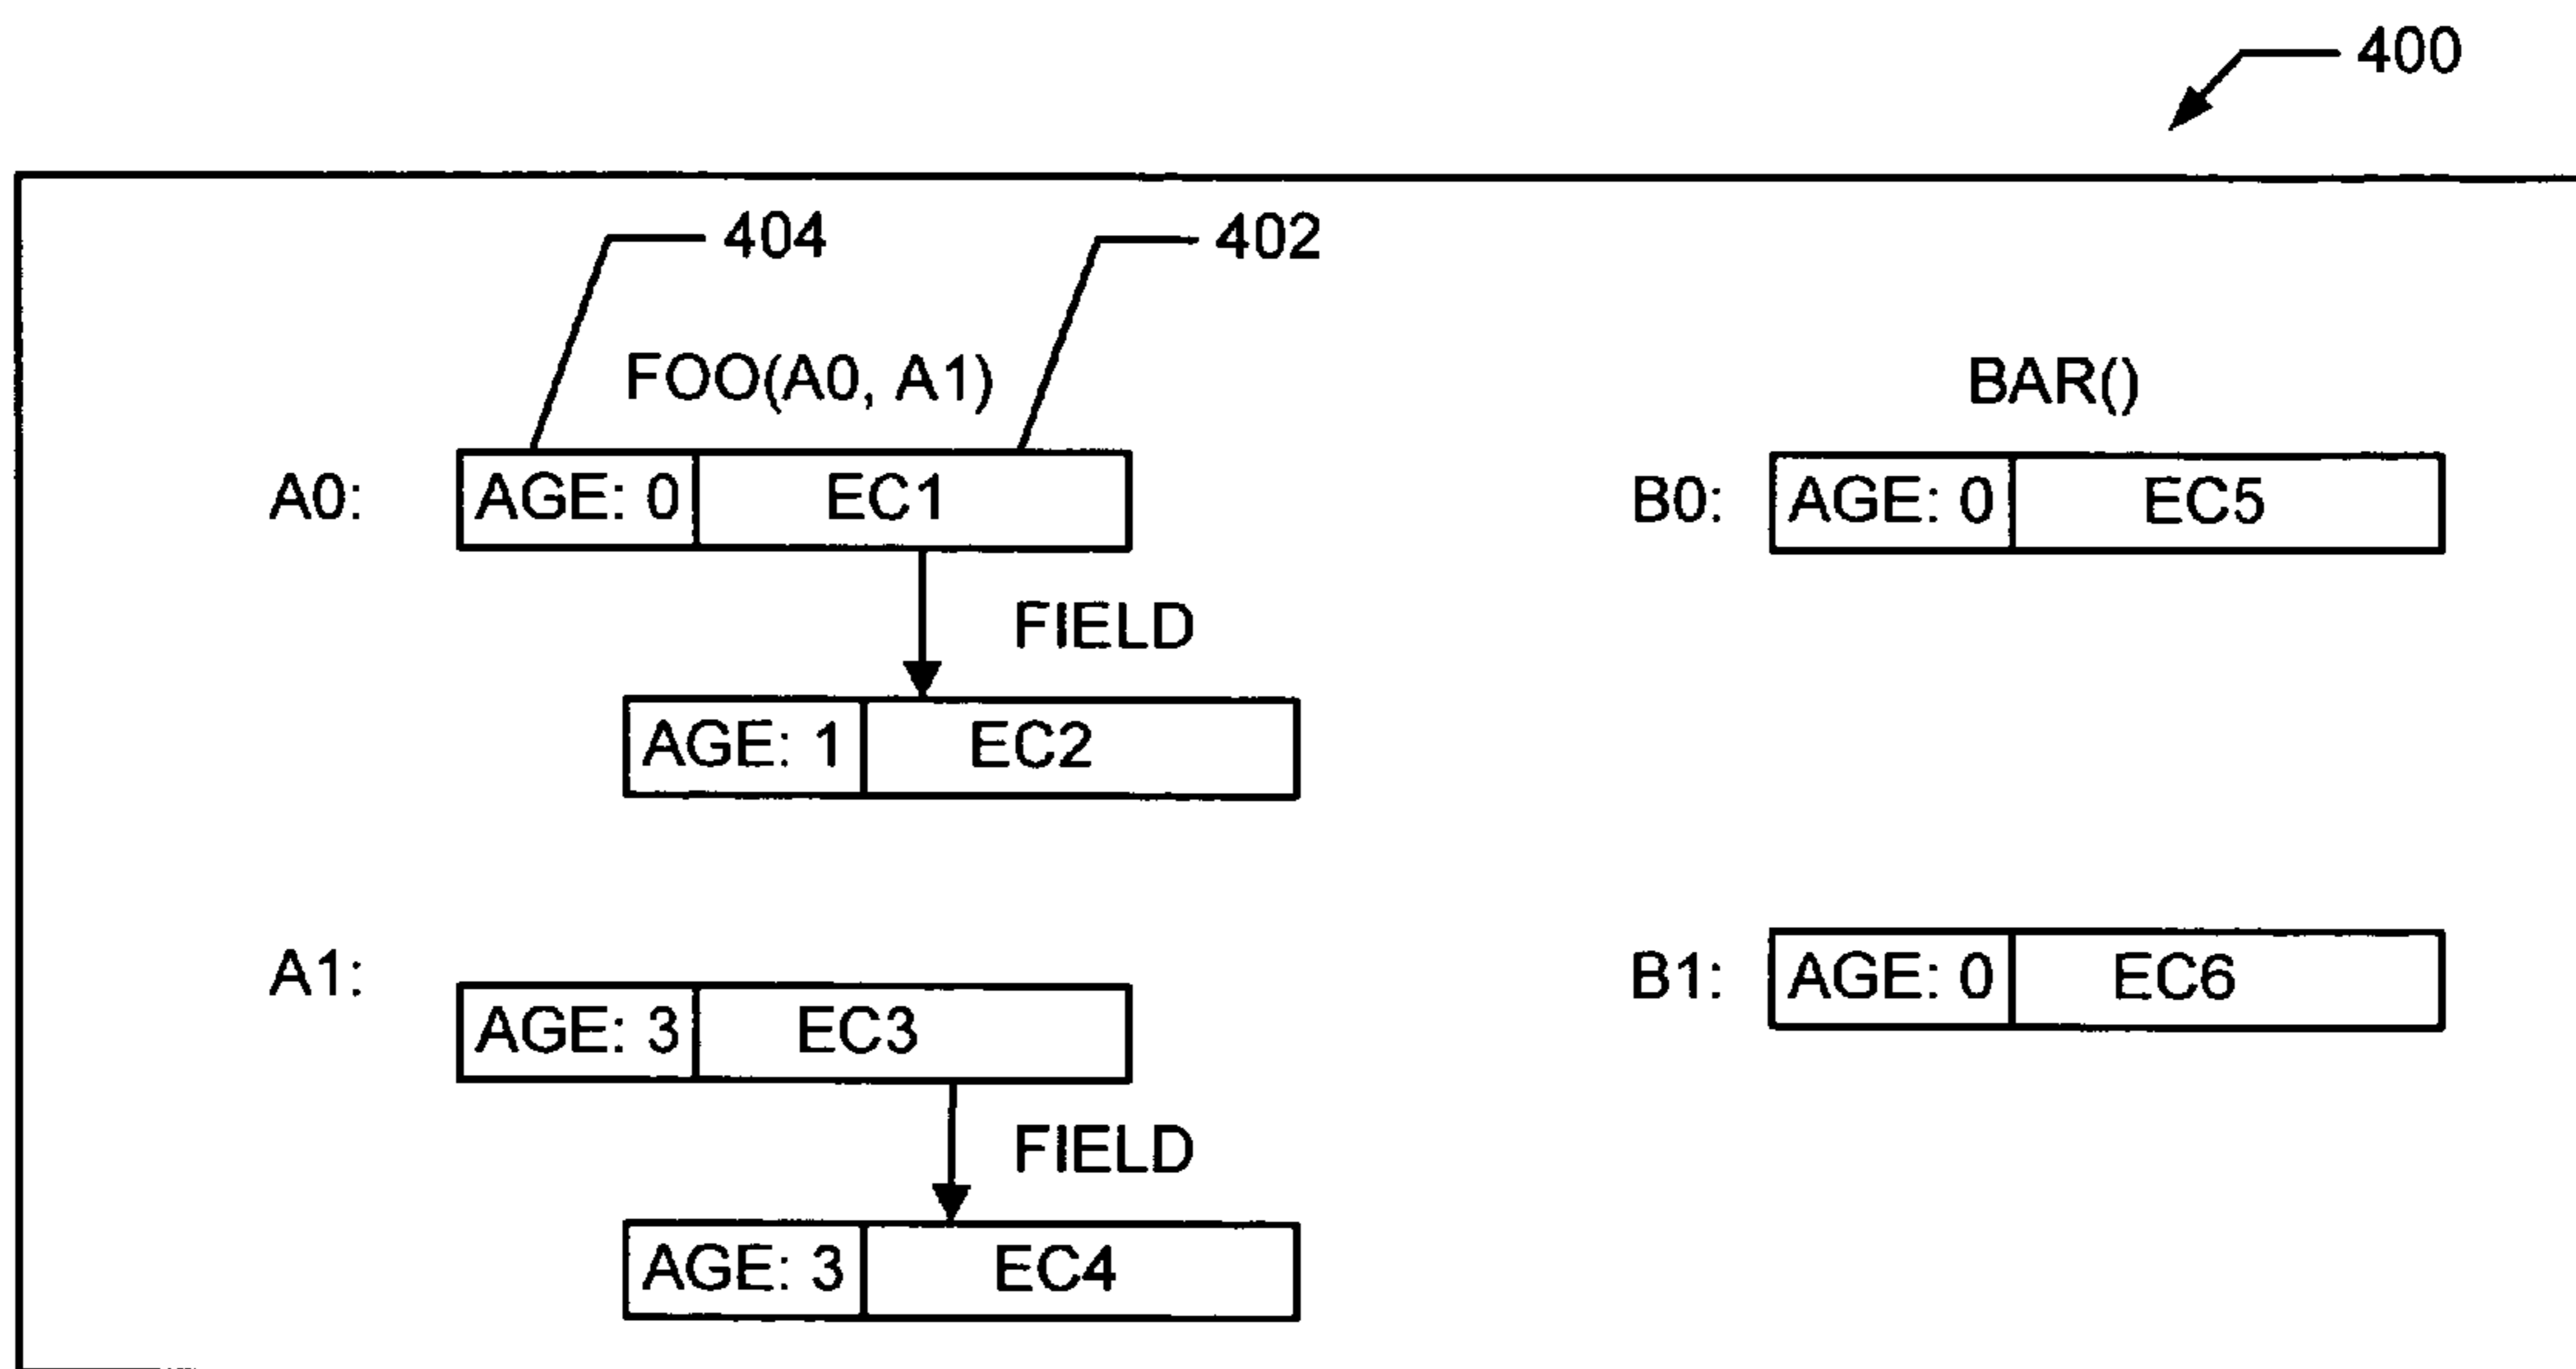 400
404
402
FOO(A0, A1)
BAR()
A0: AGE: 0 EC1
B0: AGE: 0 EC5
FIELD
AGE: 1 EC2
A1:
B1: AGE: 0 EC6
AGE: 3 EC3
FIELD
AGE: 3 EC4